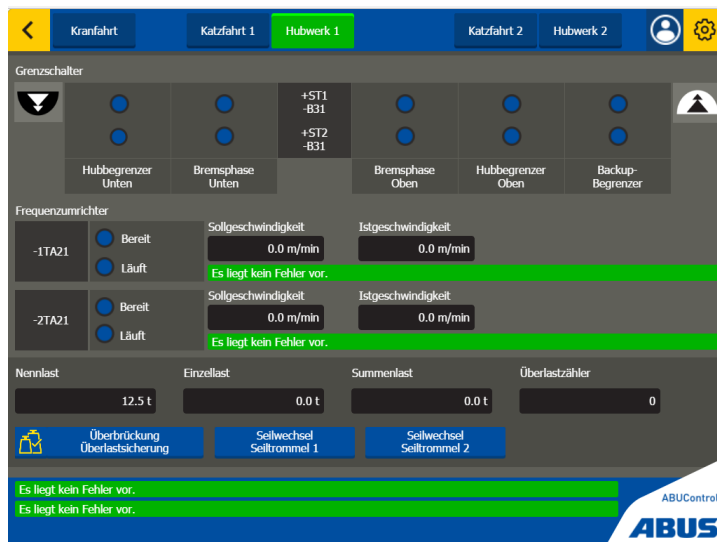 Kranfahrt
Katzfahrt 1
Hubwerk 1
Katzfahrt 2
Hubwerk 2
Grenzschalter
+ST1
-B31
+ST2
-B31
Hubbegrenzer
Unten
Bremsphase
Unten
Bremsphase
Oben
Hubbegrenzer
Oben
Backup-
Begrenzer
Frequenzumrichter
-1TA21
Bereit
Läuft
Sollgeschwindigkeit
0.0 m/min
Istgeschwindigkeit
0.0 m/min
Es liegt kein Fehler vor.
-2TA21
Bereit
Läuft
Sollgeschwindigkeit
0.0 m/min
Istgeschwindigkeit
0.0 m/min
Es liegt kein Fehler vor.
Nennlast
12.5 t
Einzellast
0.0 t
Summenlast
0.0 t
Überlastzähler
0
Überbrückung
Überlastsicherung
Seilwechsel
Seiltrommel 1
Seilwechsel
Seiltrommel 2
Es liegt kein Fehler vor.
Es liegt kein Fehler vor.
ABUControl
ABUS